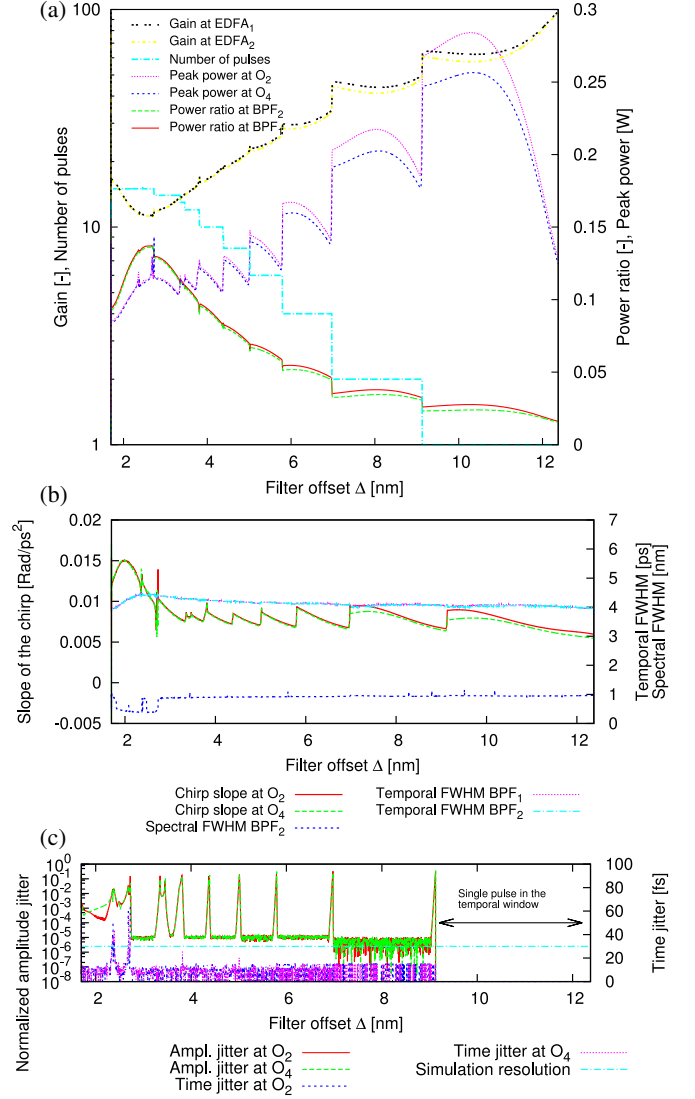 (a)
100
10
1
Gain [-], Number of pulses
Gain at EDFA1
Gain at EDFA2
Number of pulses
Peak power at O2
Peak power at O4
Power ratio at BPF2
Power ratio at BPF1
0.3
0.25
0.2
0.15
0.1
0.05
0
Power ratio [-], Peak power [W]
2 4 6 8 10 12
Filter offset Δ [nm]
(b)
0.02
0.015
0.01
0.005
0
-0.005
Slope of the chirp [Rad/ps2]
7
6
5
4
3
2
1
0
Temporal FWHM [ps]
Spectral FWHM [nm]
2 4 6 8 10 12
Filter offset Δ [nm]
Chirp slope at O2
Chirp slope at O4
Spectral FWHM BPF2
Temporal FWHM BPF1
Temporal FWHM BPF2
(c)
10^0
10^-1
10^-2
10^-3
10^-4
10^-5
10^-6
10^-7
10^-8
Normalized amplitude jitter
Single pulse in the
temporal window
100
80
60
40
20
0
Time jitter [fs]
2 4 6 8 10 12
Filter offset Δ [nm]
Ampl. jitter at O2
Ampl. jitter at O4
Time jitter at O2
Time jitter at O4
Simulation resolution